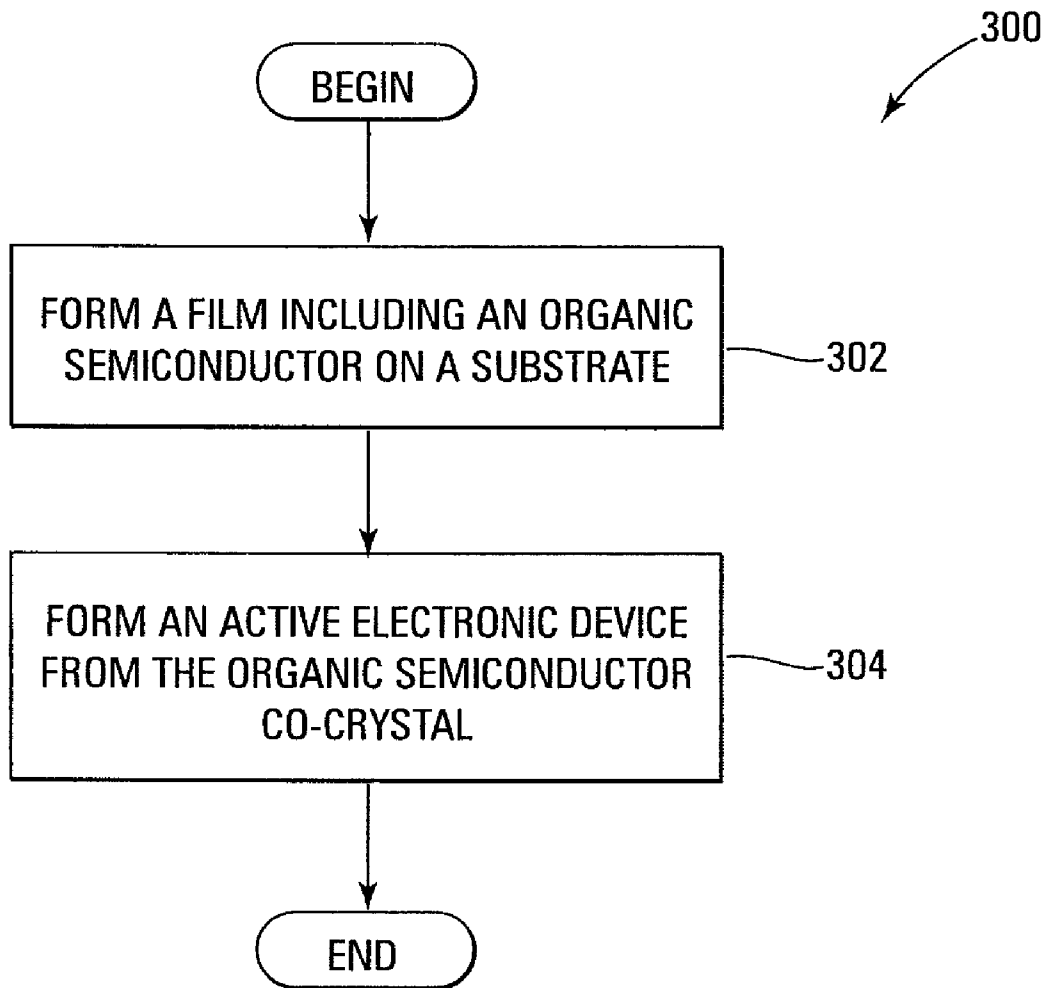 300
BEGIN
FORM A FILM INCLUDING AN ORGANIC
SEMICONDUCTOR ON A SUBSTRATE
302
FORM AN ACTIVE ELECTRONIC DEVICE
FROM THE ORGANIC SEMICONDUCTOR
CO-CRYSTAL
304
END